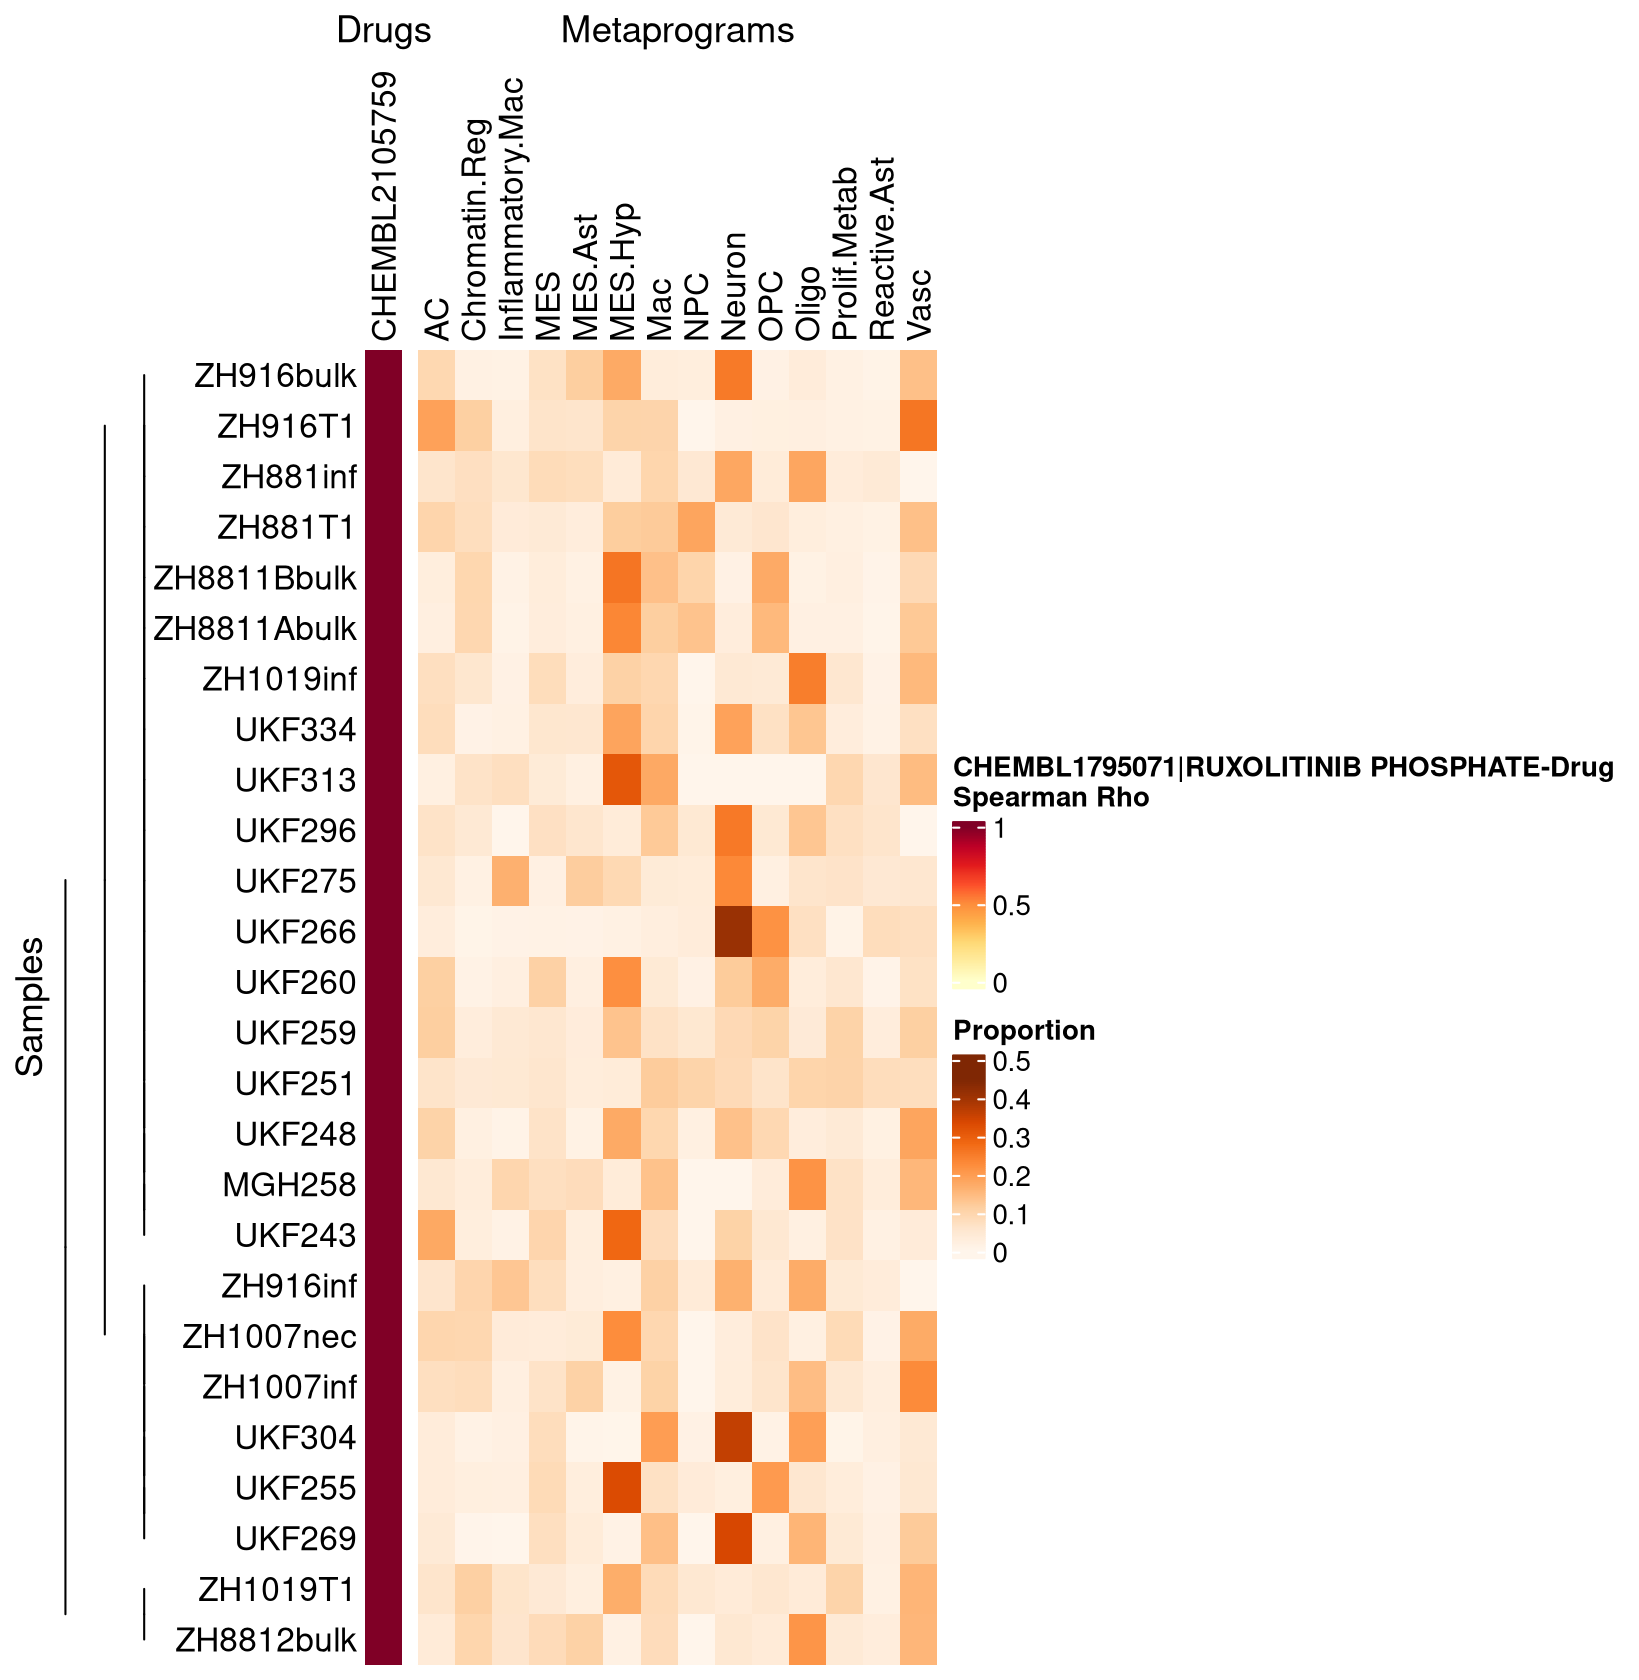 Drugs
Metaprograms
CHEMBL2105759
AC
Chromatin.Reg
Inflammatory.Mac
MES
MES.Ast
MES.Hyp
Mac
NPC
Neuron
OPC
Oligo
Prolif.Metab
Reactive.Ast
Vasc
Samples
ZH916bulk
ZH916T1
ZH881inf
ZH881T1
ZH8811Bbulk
ZH8811Abulk
ZH1019inf
UKF334
UKF313
UKF296
UKF275
UKF266
UKF260
UKF259
UKF251
UKF248
MGH258
UKF243
ZH916inf
ZH1007nec
ZH1007inf
UKF304
UKF255
UKF269
ZH1019T1
ZH8812bulk
CHEMBL1795071|RUXOLITINIB PHOSPHATE-Drug
Spearman Rho
1
0.5
0
Proportion
0.5
0.4
0.3
0.2
0.1
0